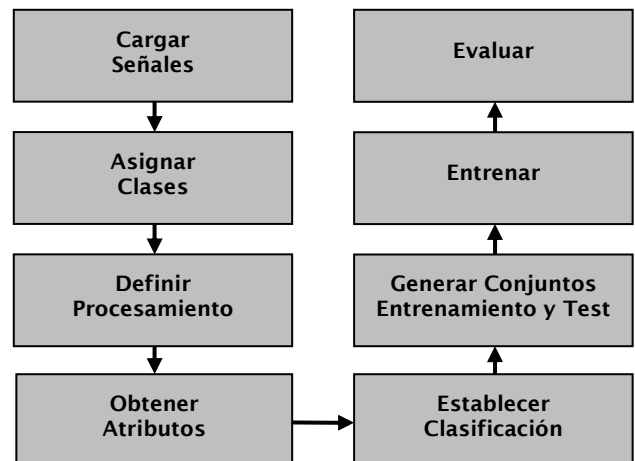 Cargar
Señales
Asignar
Clases
Definir
Procesamiento
Obtener
Atributos
Establecer
Clasificación
Generar Conjuntos
Entrenamiento y Test
Entrenar
Evaluar